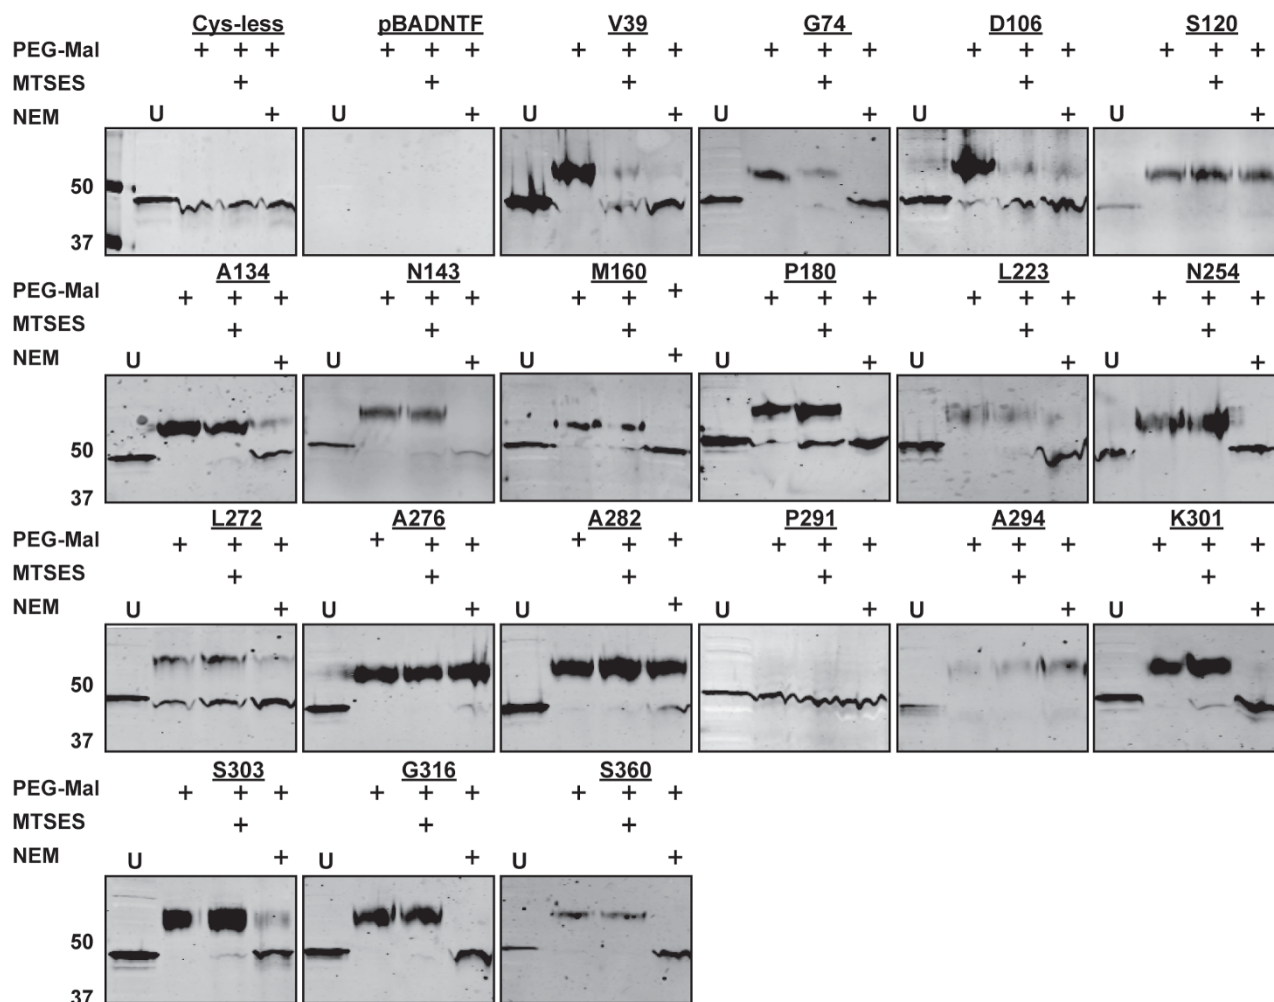 Cys-less pBADNTF V39 G74 D106 S120
PEG-Mal + + + + + + + + + + + + + + + + + +
MTSES + + + + + +
NEM U + U + U + U + U + U +
50
37
A134 N143 M160 P180 L223 N254
PEG-Mal + + + + + + + + + + + + + + + + + +
MTSES + + + + + +
NEM U + U + U + U + U + U +
50
37
L272 A276 A282 P291 A294 K301
PEG-Mal + + + + + + + + + + + + + + + + + +
MTSES + + + + + +
NEM U + U + U + U + U + U +
50
37
S303 G316 S360
PEG-Mal + + + + + + + + +
MTSES + + +
NEM U + U + U +
50
37